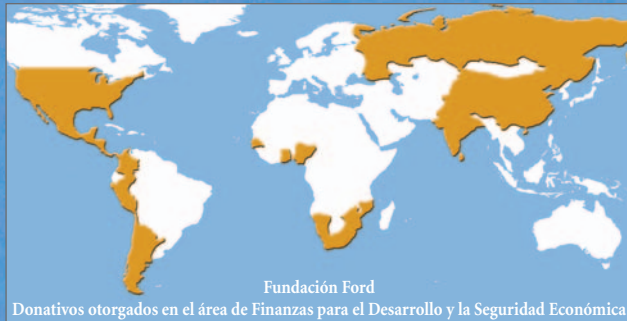 Fundación Ford
Donativos otorgados en el área de Finanzas para el Desarrollo y la Seguridad Económica